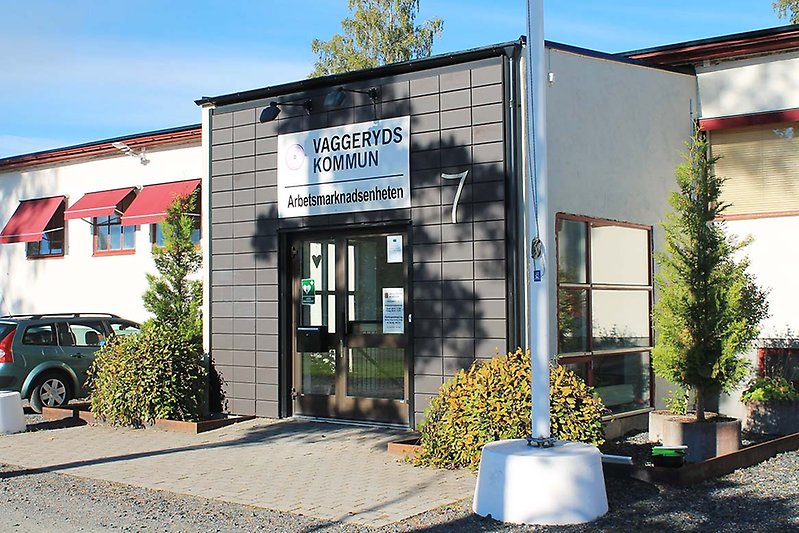 VAGGERYDS
KOMMUN
Arbetsmarknadsenheten
7